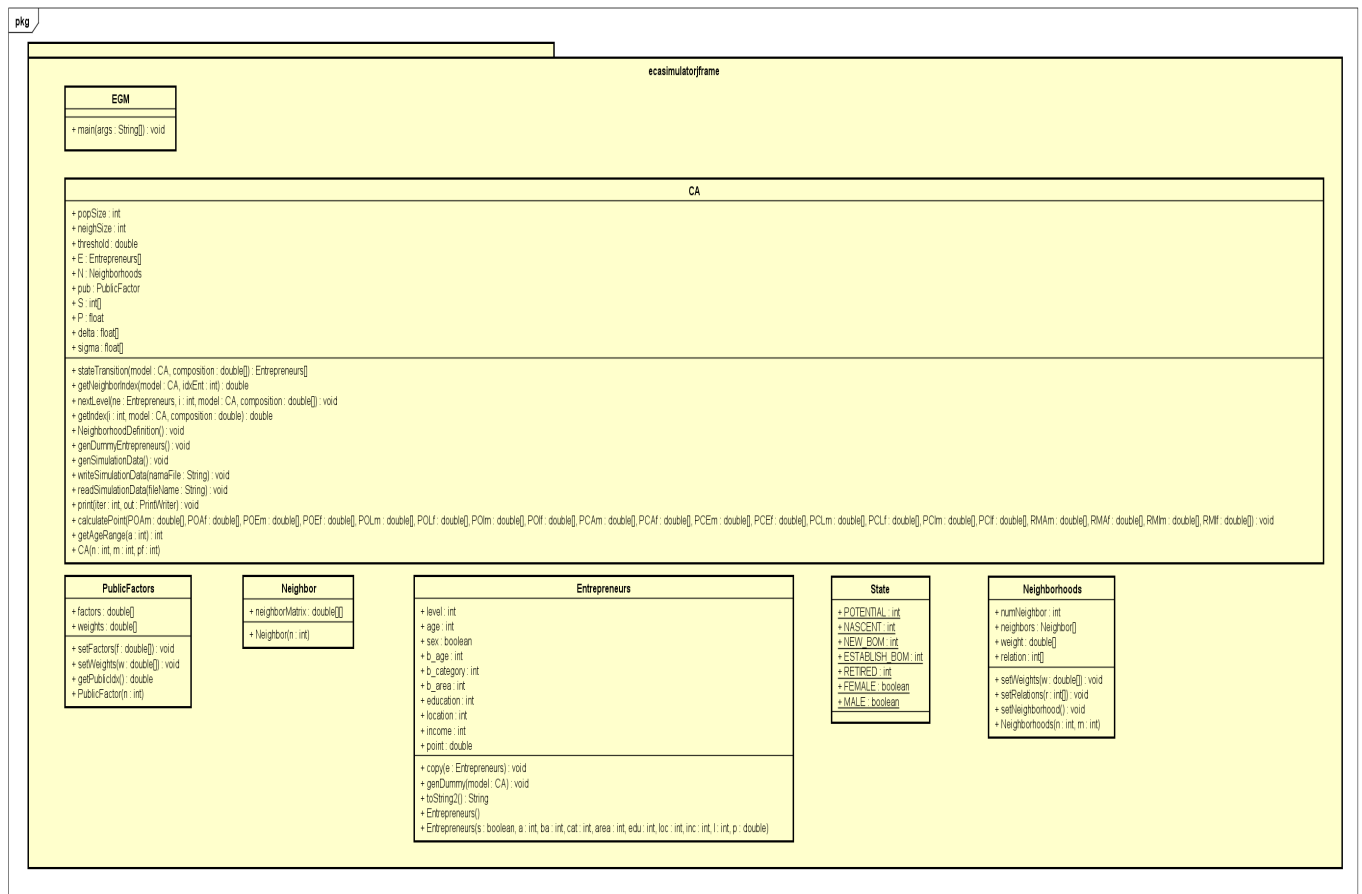 pkg
ecasimulatorjframe
EGM
+ main(args : String[]) : void
CA
+ popSize : int
+ neighSize : int
+ threshold : double
+ E : Entrepreneurs[]
+ N : Neighborhoods
+ pub : PublicFactor
+ S : int[]
+ P : float
+ delta : float[]
+ sigma : float[]
+ stateTransition(model : CA, composition : double[]) : Entrepreneurs[]
+ getNeighborIndex(model : CA, idxEnt : int) : double
+ nextLevel(ne : Entrepreneurs, i : int, model : CA, composition : double[]) : void
+ getIndex(i : int, model : CA, composition : double) : double
+ NeighborhoodDefinition() : void
+ genDummyEntrepreneurs() : void
+ genSimulationData() : void
+ writeSimulationData(namaFile : String) : void
+ readSimulationData(fileName : String) : void
+ print(iter : int, out : PrintWriter) : void
+ calculatePoint(POAm : double[], POAf : double[], POEm : double[], POEf : double[], POLm : double[], POLf : double[], POIm : double[], POIf : double[], PCAm : double[], PCAf : double[], PCEm : double[], PCEf : double[], PCLm : double[], PCLf : double[], PCIm : double[], PCIf : double[], RMAm : double[], RMAf : double[], RMIm : double[], RMIf : double[]) : void
+ getAgeRange(a : int) : int
+ CA(n : int, m : int, pf : int)
PublicFactors
+ factors : double[]
+ weights : double[]
+ setFactors(f : double[]) : void
+ setWeights(w : double[]) : void
+ getPublicIdx() : double
+ PublicFactor(n : int)
Neighbor
+ neighborMatrix : double[][]
+ Neighbor(n : int)
Entrepreneurs
+ level : int
+ age : int
+ sex : boolean
+ b_age : int
+ b_category : int
+ b_area : int
+ education : int
+ location : int
+ income : int
+ point : double
+ copy(e : Entrepreneurs) : void
+ genDummy(model : CA) : void
+ toString2() : String
+ Entrepreneurs()
+ Entrepreneurs(s : boolean, a : int, ba : int, cat : int, area : int, edu : int, loc : int, inc : int, l : int, p : double)
State
+ POTENTIAL : int
+ NASCENT : int
+ NEW_BOM : int
+ ESTABLISH_BOM : int
+ RETIRED : int
+ FEMALE : boolean
+ MALE : boolean
Neighborhoods
+ numNeighbor : int
+ neighbors : Neighbor[]
+ weight : double[]
+ relation : int[]
+ setWeights(w : double[]) : void
+ setRelations(r : int[]) : void
+ setNeighborhood() : void
+ Neighborhoods(n : int, m : int)